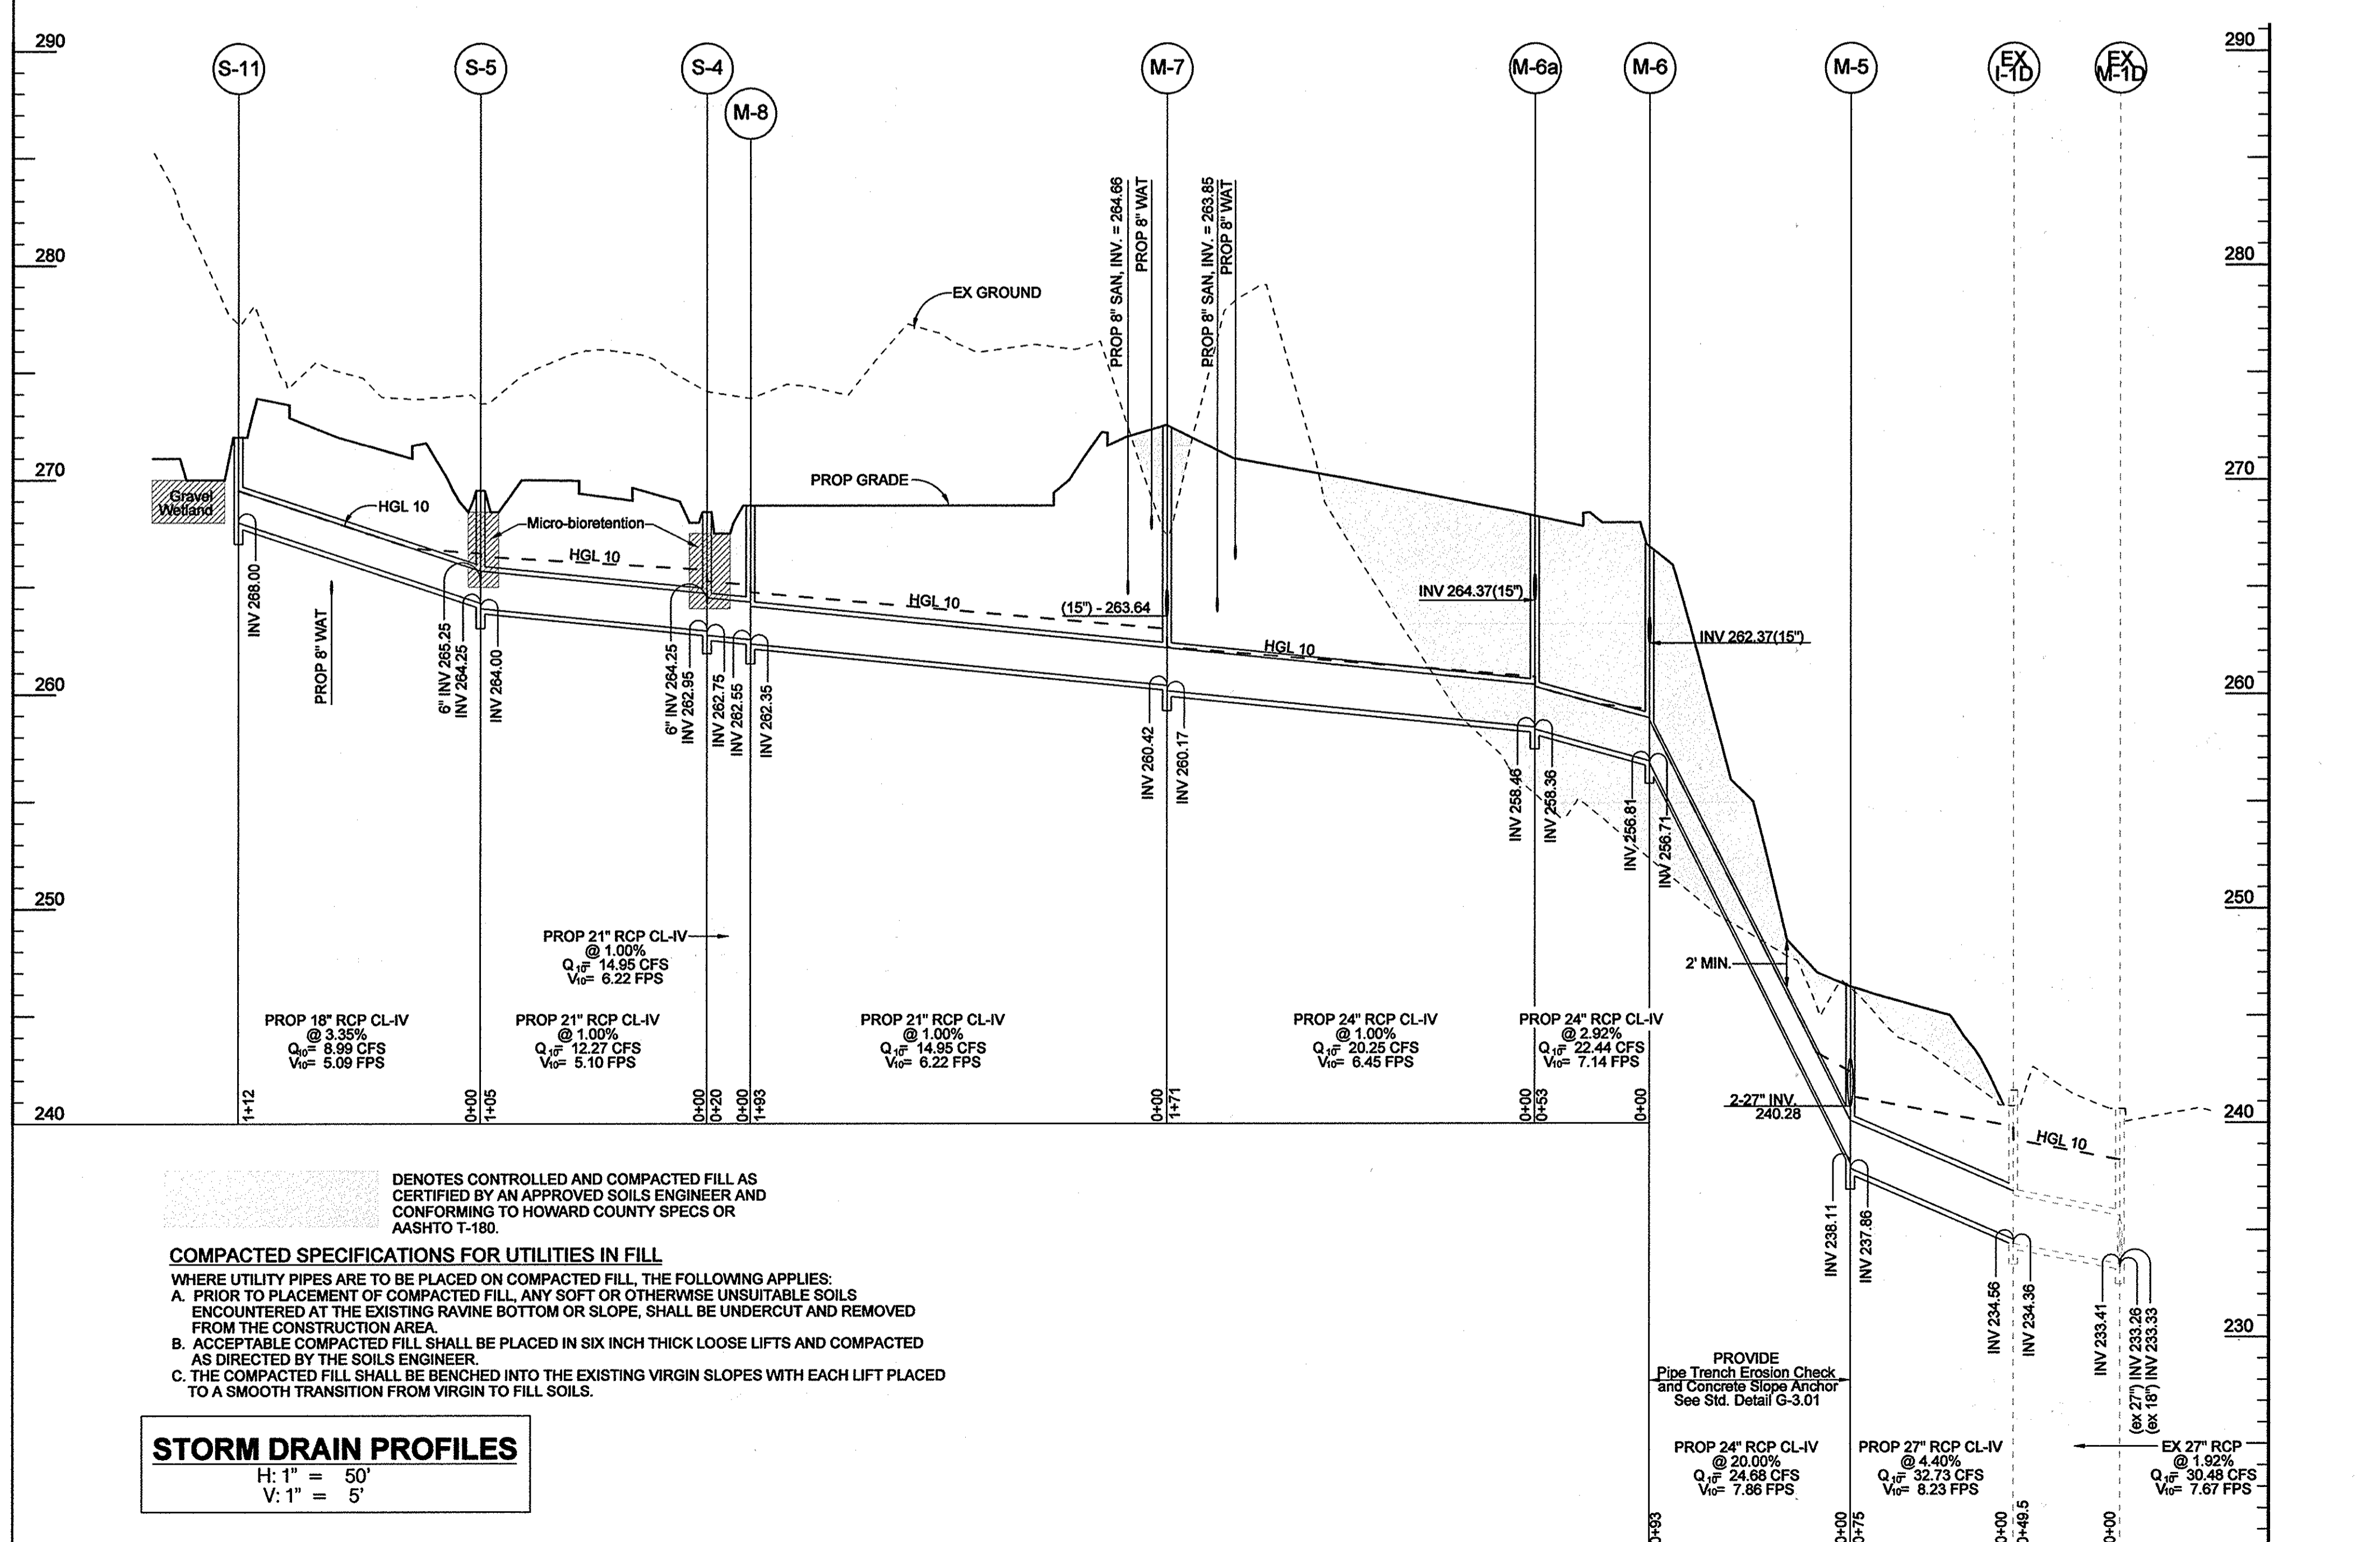 290
280
270
260
250
240
290
280
270
260
250
240
230
S-11
S-5
S-4
M-8
M-7
M-6a
M-6
M-5
EX
I-1D
EX
M-1D
EX GROUND
PROP GRADE
Gravel
Wetland
HGL 10
Micro-bioretention
HGL 10
HGL 10
HGL 10
HGL 10
PROP 8" SAN, INV. = 264.66
PROP 8" WAT
PROP 8" SAN, INV. = 263.85
PROP 8" WAT
PROP 8" WAT
(15") - 263.64
INV 264.37(15")
INV 262.37(15")
INV 268.00
6" INV 265.25
INV 264.25
INV 264.00
6" INV 264.25
INV 262.95
INV 262.75
INV 262.55
INV 262.35
INV 260.42
INV 260.17
INV 258.46
INV 258.36
INV 256.81
INV 256.71
2' MIN.
2-27" INV.
240.28
INV 238.11
INV 237.86
INV 234.56
INV 234.36
INV 233.41
(ex 27") INV 233.26
(ex 18") INV 233.33
PROP 21" RCP CL-IV
@ 1.00%
Q10= 14.95 CFS
V10= 6.22 FPS
PROP 18" RCP CL-IV
@ 3.35%
Q10= 8.99 CFS
V10= 5.09 FPS
PROP 21" RCP CL-IV
@ 1.00%
Q10= 12.27 CFS
V10= 5.10 FPS
PROP 21" RCP CL-IV
@ 1.00%
Q10= 14.95 CFS
V10= 6.22 FPS
PROP 24" RCP CL-IV
@ 1.00%
Q10= 20.25 CFS
V10= 6.45 FPS
PROP 24" RCP CL-IV
@ 2.92%
Q10= 22.44 CFS
V10= 7.14 FPS
1+12
0+00
1+05
0+00
0+20
0+00
1+93
0+00
1+71
0+00
0+53
0+00
DENOTES CONTROLLED AND COMPACTED FILL AS
CERTIFIED BY AN APPROVED SOILS ENGINEER AND
CONFORMING TO HOWARD COUNTY SPECS OR
AASHTO T-180.
COMPACTED SPECIFICATIONS FOR UTILITIES IN FILL
WHERE UTILITY PIPES ARE TO BE PLACED ON COMPACTED FILL, THE FOLLOWING APPLIES:
A. PRIOR TO PLACEMENT OF COMPACTED FILL, ANY SOFT OR OTHERWISE UNSUITABLE SOILS
ENCOUNTERED AT THE EXISTING RAVINE BOTTOM OR SLOPE, SHALL BE UNDERCUT AND REMOVED
FROM THE CONSTRUCTION AREA.
B. ACCEPTABLE COMPACTED FILL SHALL BE PLACED IN SIX INCH THICK LOOSE LIFTS AND COMPACTED
AS DIRECTED BY THE SOILS ENGINEER.
C. THE COMPACTED FILL SHALL BE BENCHED INTO THE EXISTING VIRGIN SLOPES WITH EACH LIFT PLACED
TO A SMOOTH TRANSITION FROM VIRGIN TO FILL SOILS.
STORM DRAIN PROFILES
H: 1" = 50'
V: 1" = 5'
PROVIDE
Pipe Trench Erosion Check
and Concrete Slope Anchor
See Std. Detail G-3.01
PROP 24" RCP CL-IV
@ 20.00%
Q10= 24.68 CFS
V10= 7.86 FPS
PROP 27" RCP CL-IV
@ 4.40%
Q10= 32.73 CFS
V10= 8.23 FPS
EX 27" RCP
@ 1.92%
Q10= 30.48 CFS
V10= 7.67 FPS
0+93
0+00
0+75
0+00
0+49.5
0+00